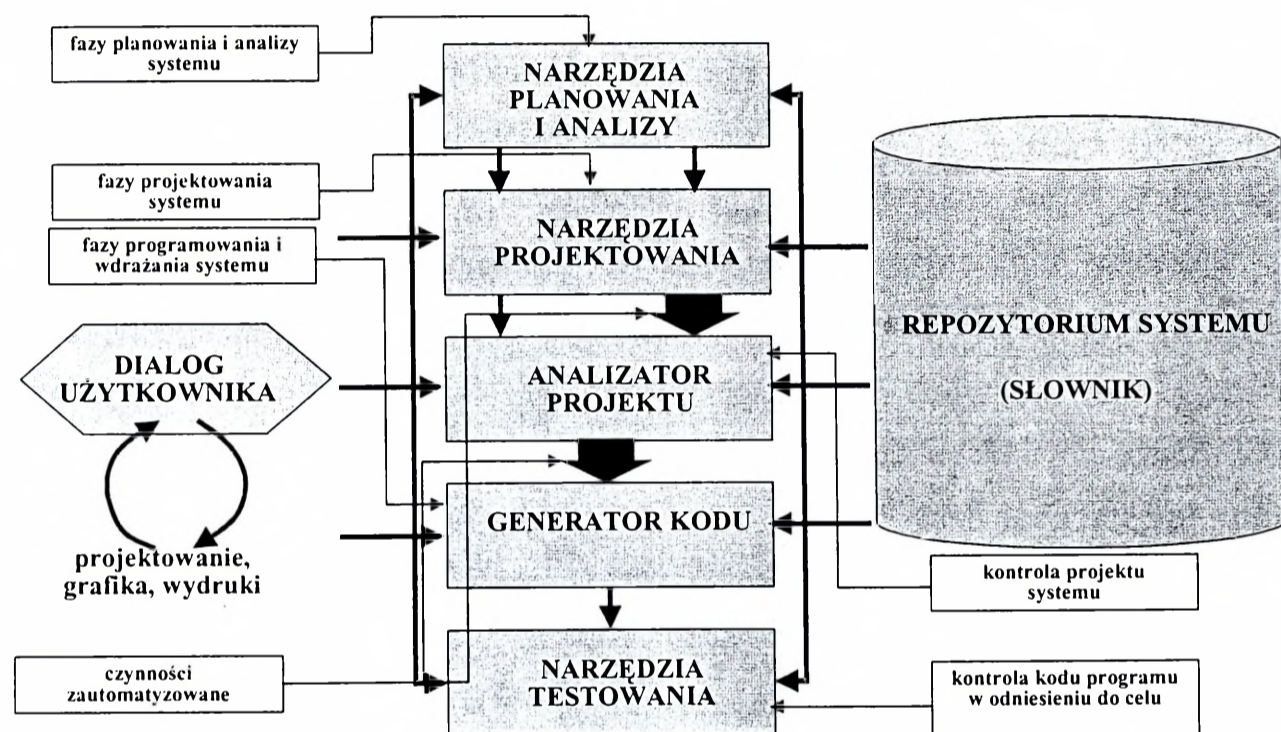 fazy planowania i analizy
systemu
NARZĘDZIA
PLANOWANIA
I ANALIZY
fazy projektowania
systemu
NARZĘDZIA
PROJEKTOWANIA
fazy programowania i
wdrażania systemu
REPOZYTORIUM SYSTEMU
(SŁOWNIK)
DIALOG
UŻYTKOWNIKA
ANALIZATOR
PROJEKTU
GENERATOR KODU
projektowanie,
grafika, wydruki
kontrola projektu
systemu
czynności
zautomatyzowane
NARZĘDZIA
TESTOWANIA
kontrola kodu programu
w odniesieniu do celu